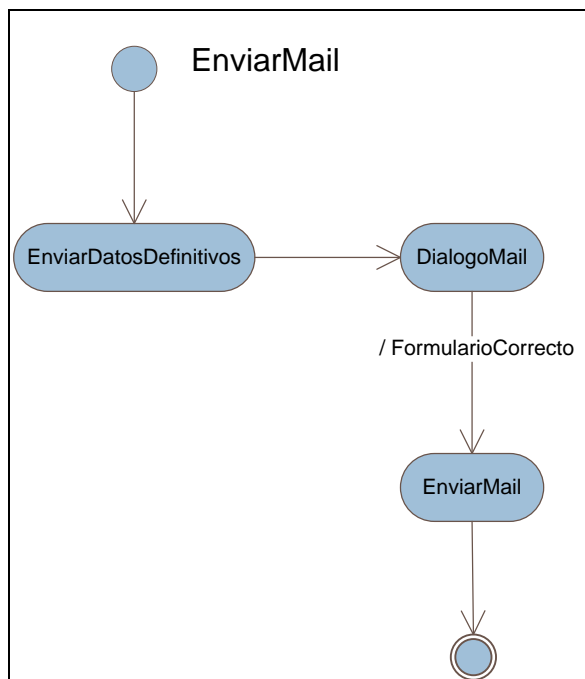 EnviarMail
EnviarDatosDefinitivos
DialogoMail
/ FormularioCorrecto
EnviarMail